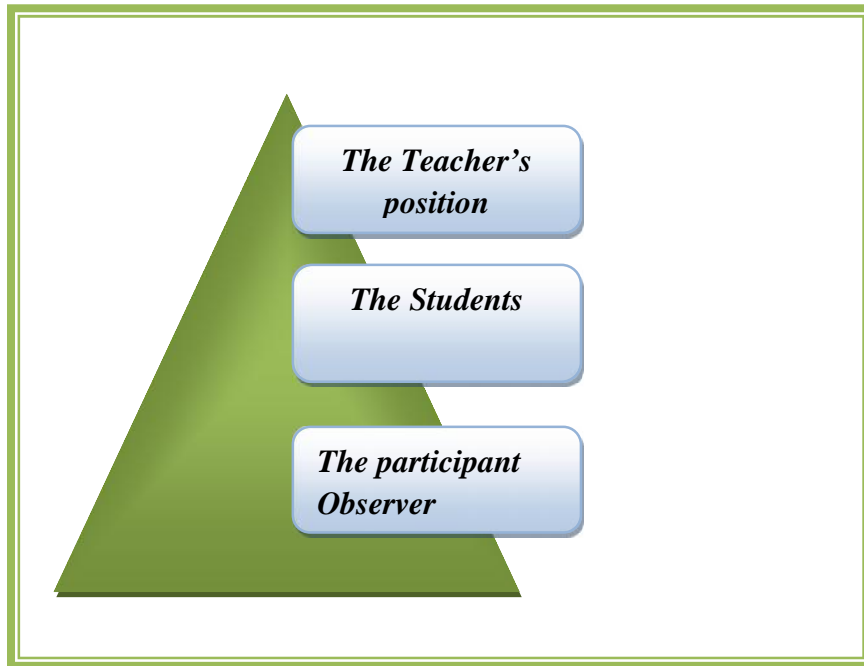 The Teacher’s
position
The Students
The participant
Observer